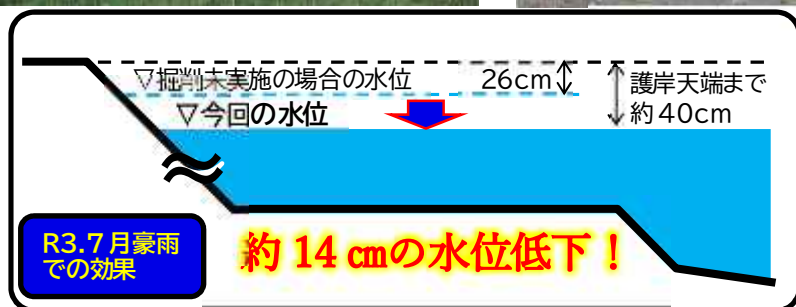 ▽掘削未実施の場合の水位
26cm
護岸天端まで
約40cm
▽今回の水位
R3.7月豪雨
での効果
約14㎝の水位低下！